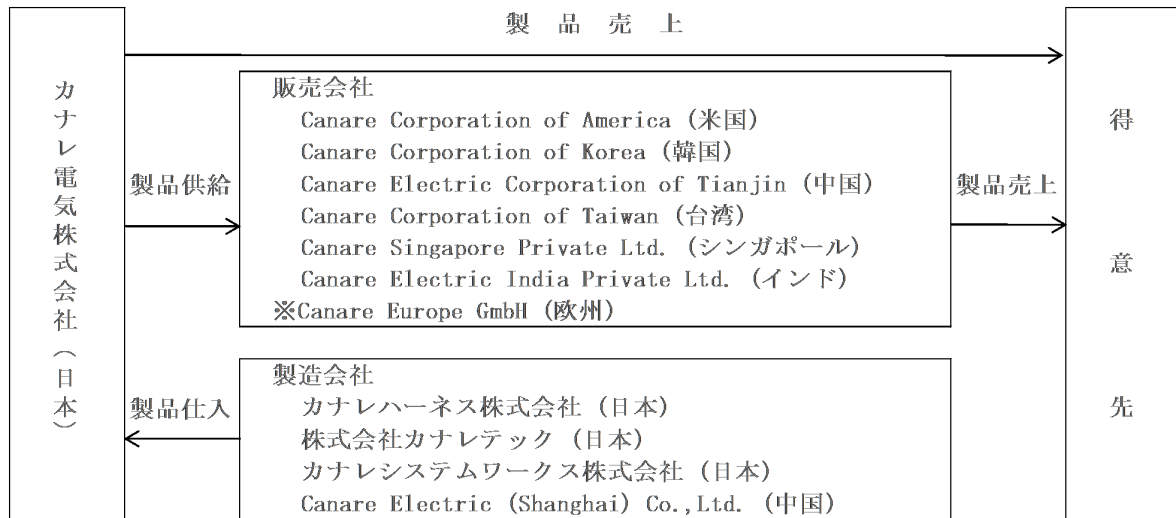 製品売上
カナレ電気株式会社（日本）
製品供給
販売会社
Canare Corporation of America (米国)
Canare Corporation of Korea (韓国)
Canare Electric Corporation of Tianjin (中国)
Canare Corporation of Taiwan (台湾)
Canare Singapore Private Ltd. (シンガポール)
Canare Electric India Private Ltd. (インド)
※Canare Europe GmbH (欧州)
製品売上
得意先
製品仕入
製造会社
カナレハーネス株式会社 (日本)
株式会社カナレテック (日本)
カナレシステムワークス株式会社 (日本)
Canare Electric (Shanghai) Co.,Ltd. (中国)